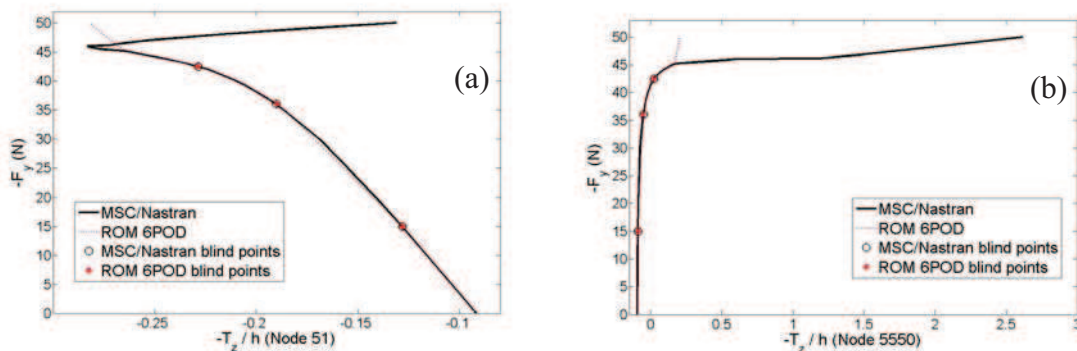 50
45
40
35
30
25
20
15
10
5
0
-F_y (N)
(a)
MSC/Nastran
ROM 6POD
MSC/Nastran blind points
ROM 6POD blind points
-0.25
-0.2
-0.15
-0.1
-T_z / h (Node 51)
50
45
40
35
30
25
20
15
10
5
0
-F_y (N)
(b)
MSC/Nastran
ROM 6POD
MSC/Nastran blind points
ROM 6POD blind points
0
0.5
1
1.5
2
2.5
-T_z / h (Node 5550)